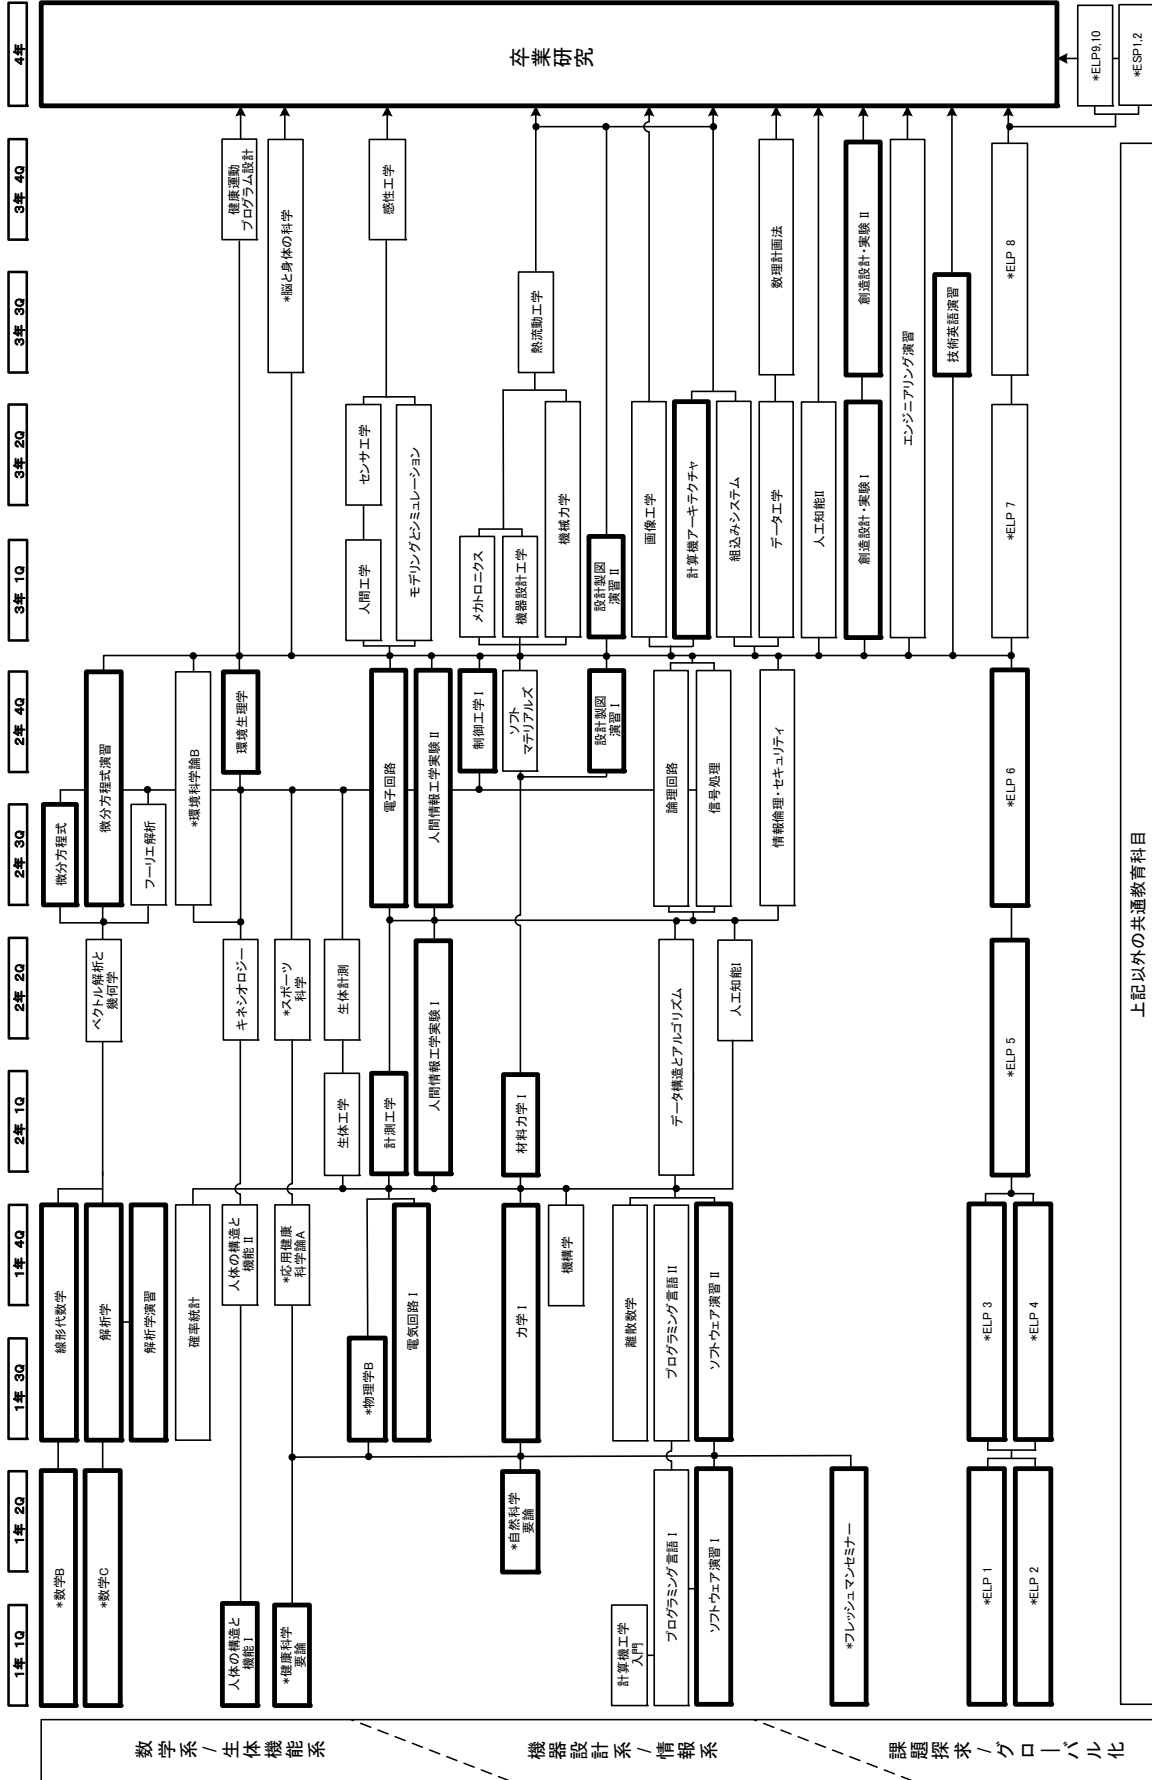 1年 1Q
1年 2Q
1年 3Q
1年 4Q
2年 1Q
2年 2Q
2年 3Q
2年 4Q
3年 1Q
3年 2Q
3年 3Q
3年 4Q
4年
数学系/生体機能系
機器設計系/情報系
課題探求/グローバル化
*数学B
*数学C
線形代数学
解析学
解析学演習
確率統計
ベクトル解析と
幾何学
微分方程式
微分方程式演習
フーリエ解析
*環境科学論B
人体の構造と
機能 I
人体の構造と
機能 II
キネシオロジー
環境生理学
健康運動
プログラム設計
*健康科学
要論
*応用健康
科学論A
*スポーツ
科学
*脳と身体の科学
生体工学
生体計測
人間工学
センサ工学
感性工学
モデリングとシミュレーション
*物理学B
電気回路 I
計測工学
電子回路
人間情報工学実験 I
人間情報工学実験 II
*自然科学
要論
力学 I
機構学
材料力学 I
制御工学 I
ソフト
マテリアルズ
設計製図
演習 I
メカトロニクス
機器設計工学
機械力学
設計製図
演習 II
熱流動工学
計算機工学
入門
プログラミング言語 I
ソフトウェア演習 I
離散数学
プログラミング言語 II
ソフトウェア演習 II
データ構造とアルゴリズム
人工知能I
論理回路
信号処理
情報倫理・セキュリティ
画像工学
計算機アーキテクチャ
組込みシステム
データ工学
数理計画法
人工知能II
*フレッシュマンセミナー
創造設計・実験 I
創造設計・実験 II
エンジニアリング演習
技術英語演習
*ELP 1
*ELP 2
*ELP 3
*ELP 4
*ELP 5
*ELP 6
*ELP 7
*ELP 8
*ELP9,10
*ESP1,2
卒業研究
上記以外の共通教育科目